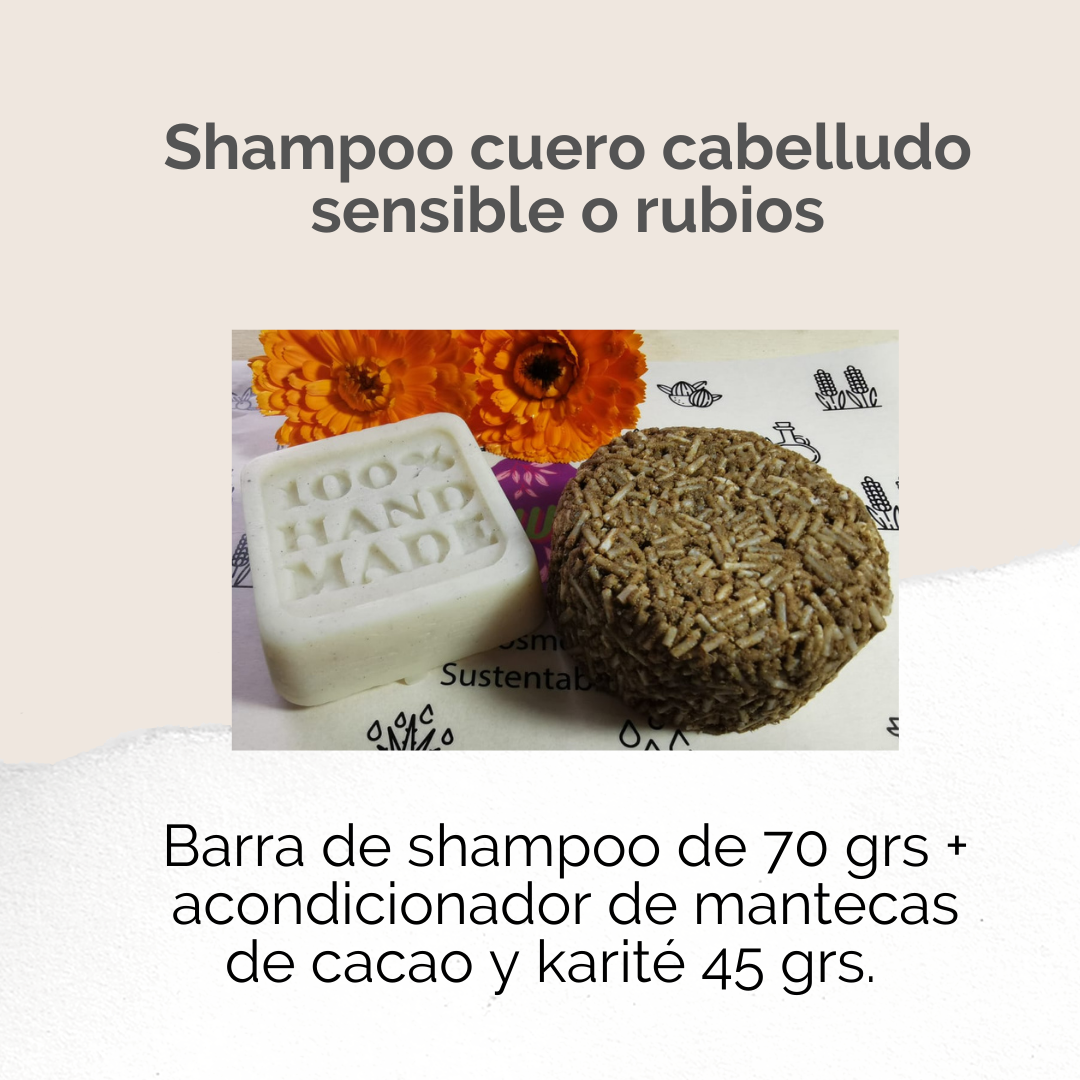 Shampoo cuero cabelludo
sensible o rubios
100%
HAND
MADE
Barra de shampoo de 70 grs +
acondicionador de mantecas
de cacao y karité 45 grs.